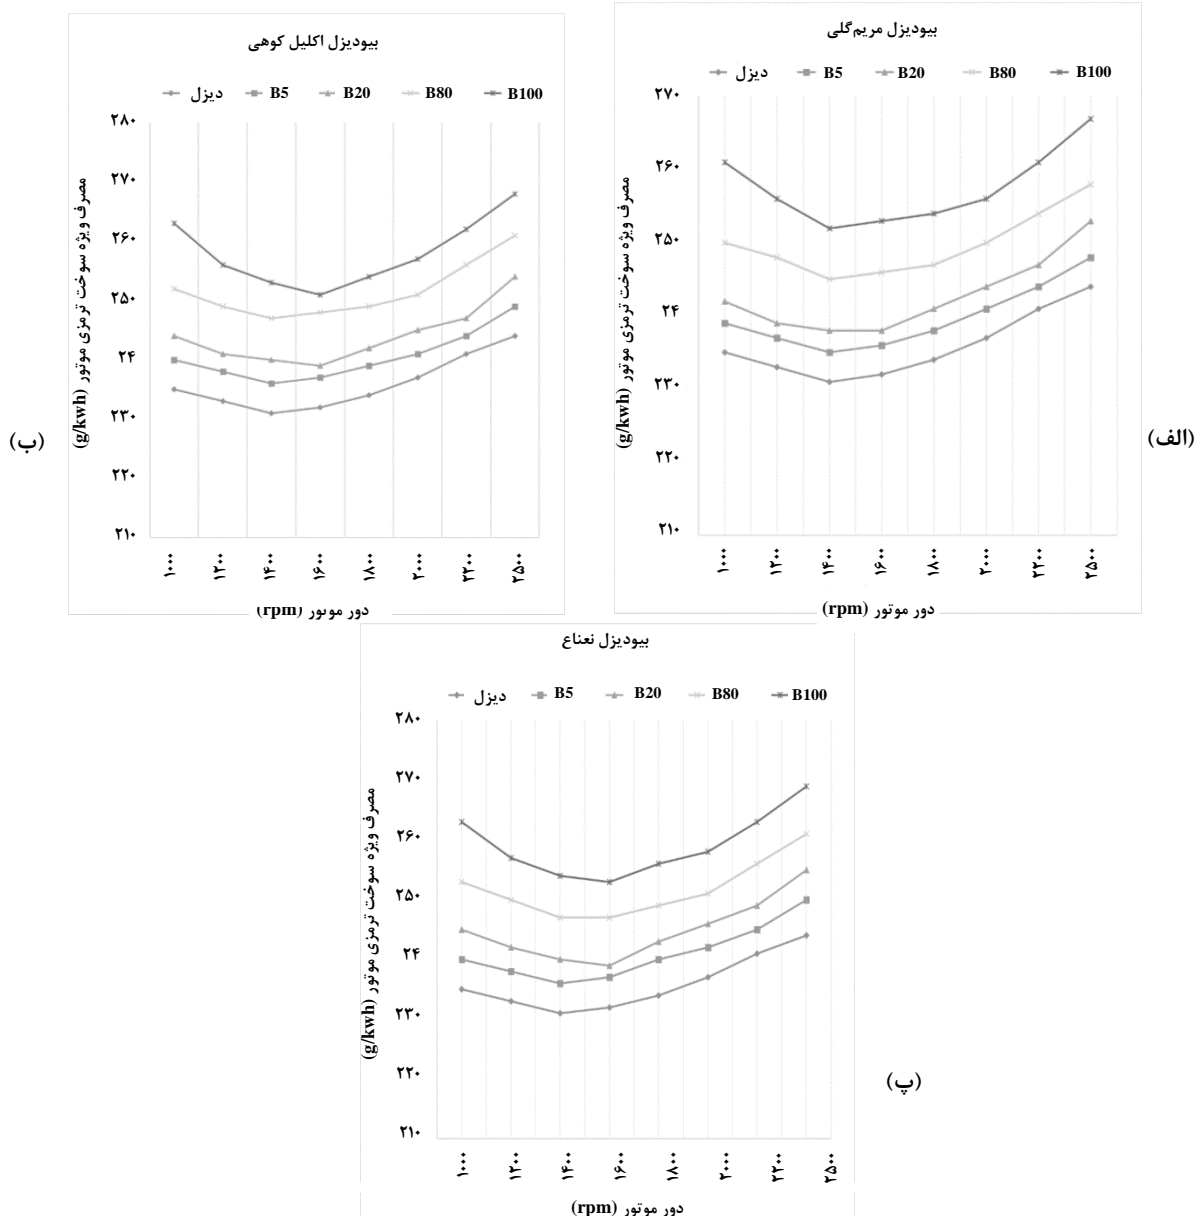 بیودیزل مریم‌گلی
دیزل B5 B20 B80 B100
۲۷۰
۲۶۰
۲۵۰
۲۴
۲۳۰
۲۲۰
۲۱۰
مصرف ویژه سوخت ترمزی موتور (g/kwh)
۱۰۰۰ ۱۲۰۰ ۱۴۰۰ ۱۶۰۰ ۱۸۰۰ ۲۰۰۰ ۲۲۰۰ ۲۵۰۰
دور موتور (rpm)
(الف)
بیودیزل اکلیل کوهی
دیزل B5 B20 B80 B100
۲۸۰
۲۷۰
۲۶۰
۲۵۰
۲۴
۲۳۰
۲۲۰
۲۱۰
مصرف ویژه سوخت ترمزی موتور (g/kwh)
۱۰۰۰ ۱۲۰۰ ۱۴۰۰ ۱۶۰۰ ۱۸۰۰ ۲۰۰۰ ۲۲۰۰ ۲۵۰۰
دور موتور (rpm)
(ب)
بیودیزل نعناع
دیزل B5 B20 B80 B100
۲۸۰
۲۷۰
۲۶۰
۲۵۰
۲۴
۲۳۰
۲۲۰
۲۱۰
مصرف ویژه سوخت ترمزی موتور (g/kwh)
۱۰۰۰ ۱۲۰۰ ۱۴۰۰ ۱۶۰۰ ۱۸۰۰ ۲۰۰۰ ۲۲۰۰ ۲۵۰۰
دور موتور (rpm)
(پ)